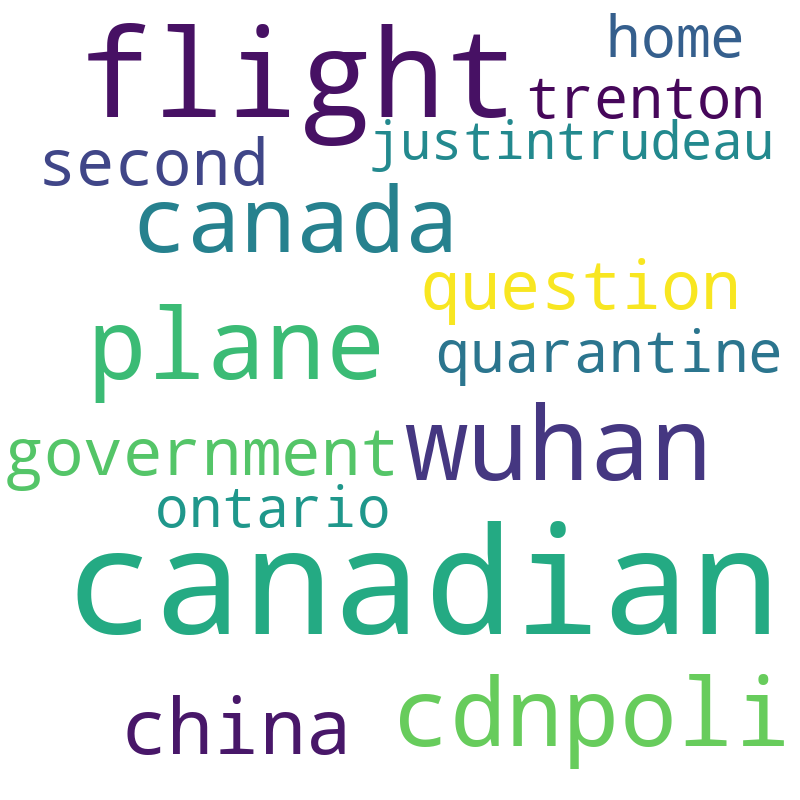 flight
home
trenton
justintrudeau
second
canada
question
plane
quarantine
government
wuhan
ontario
canadian
china
cdnpoli